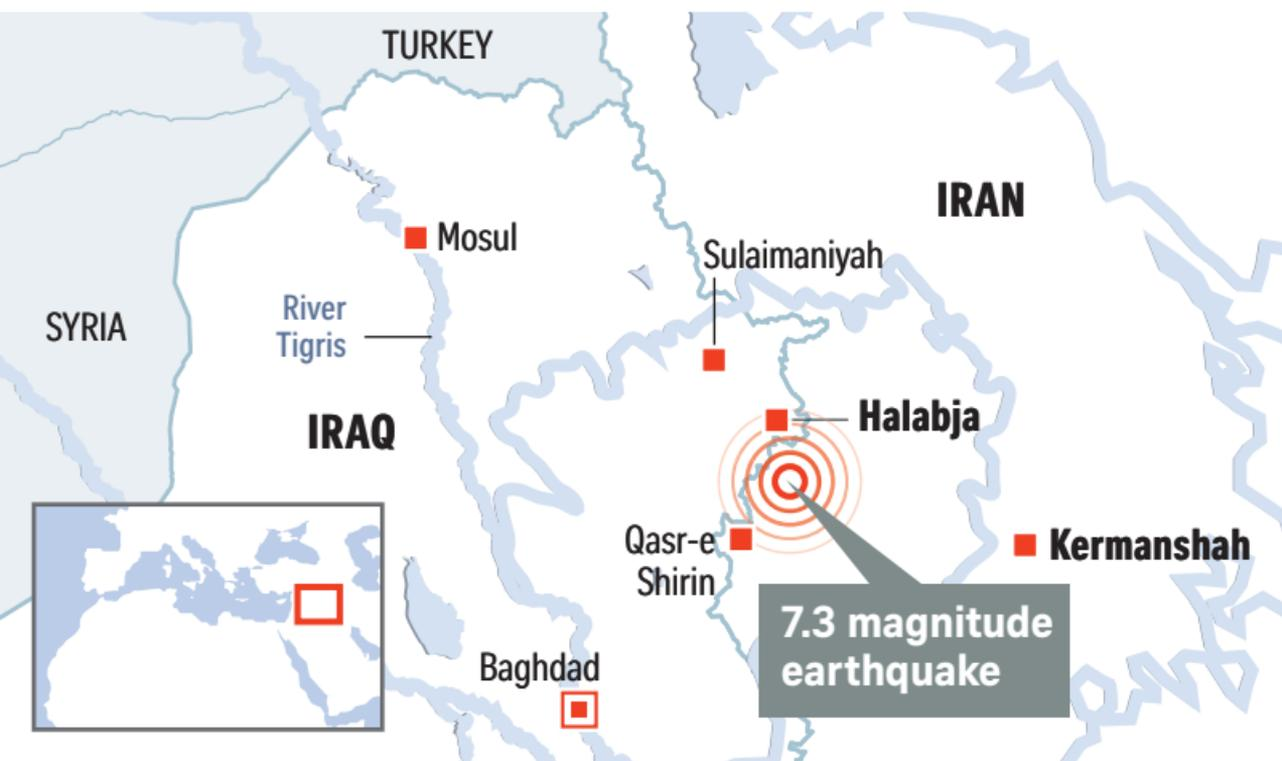 TURKEY
IRAN
Mosul
Sulaimaniyah
River
Tigris
SYRIA
IRAQ
Halabja
Qasr-e
Shirin
Kermanshah
7.3 magnitude
earthquake
Baghdad